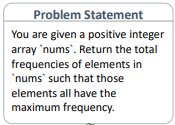 Problem Statement
You are given a positive integer
array `nums`. Return the total
frequencies of elements in
`nums` such that those
elements all have the
maximum frequency.